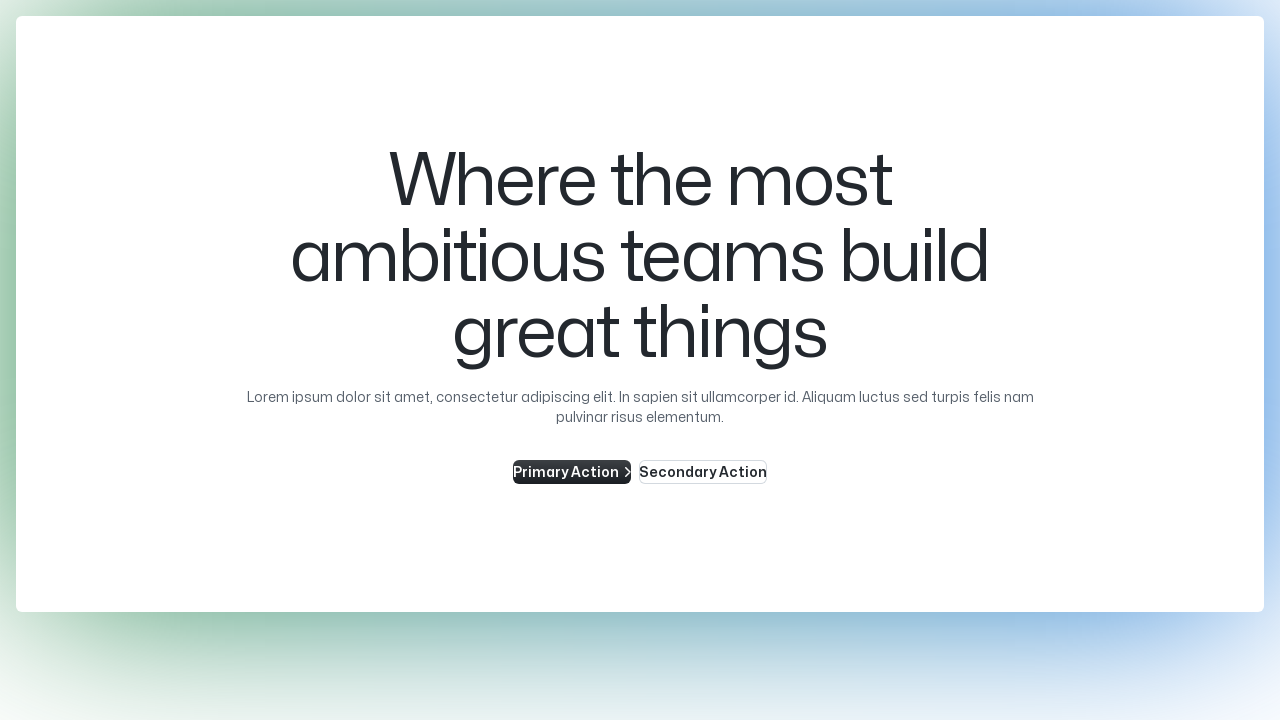 Where the most
ambitious teams build
great things
Lorem ipsum dolor sit amet, consectetur adipiscing elit. In sapien sit ullamcorper id. Aliquam luctus sed turpis felis nam
pulvinar risus elementum.
Primary Action
Secondary Action